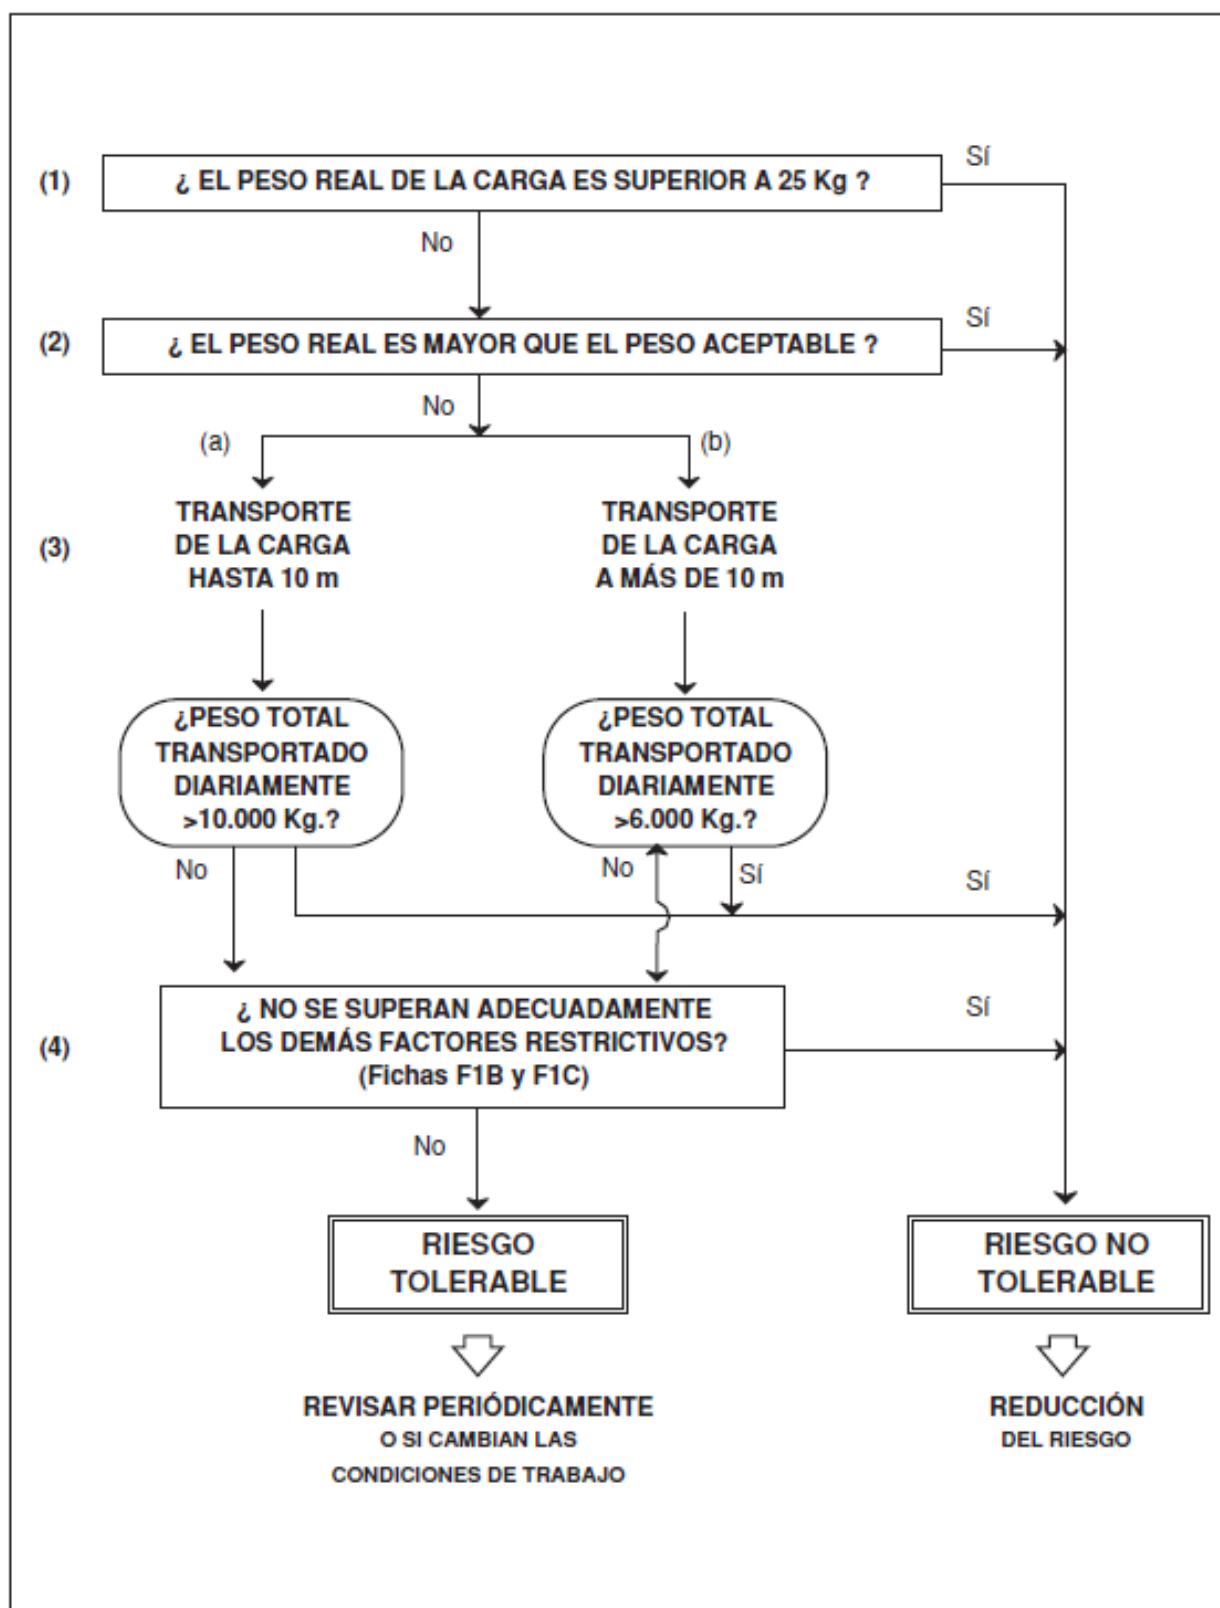 Sí
(1)
¿ EL PESO REAL DE LA CARGA ES SUPERIOR A 25 Kg ?
No
Sí
(2)
¿ EL PESO REAL ES MAYOR QUE EL PESO ACEPTABLE ?
No
(a)
(b)
(3)
TRANSPORTE
DE LA CARGA
HASTA 10 m
TRANSPORTE
DE LA CARGA
A MÁS DE 10 m
¿PESO TOTAL
TRANSPORTADO
DIARIAMENTE
>10.000 Kg.?
¿PESO TOTAL
TRANSPORTADO
DIARIAMENTE
>6.000 Kg.?
No
No
Sí
Sí
(4)
¿ NO SE SUPERAN ADECUADAMENTE
LOS DEMÁS FACTORES RESTRICTIVOS?
(Fichas F1B y F1C)
Sí
No
RIESGO
TOLERABLE
RIESGO NO
TOLERABLE
REVISAR PERIÓDICAMENTE
O SI CAMBIAN LAS
CONDICIONES DE TRABAJO
REDUCCIÓN
DEL RIESGO